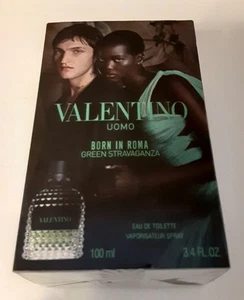 VALENTINO
UOMO
BORN IN ROMA
GREEN STRAVAGANZA
VALENTINO
EAU DE TOILETTE
VAPORISATEUR SPRAY
100 ml
3.4 FL.OZ.